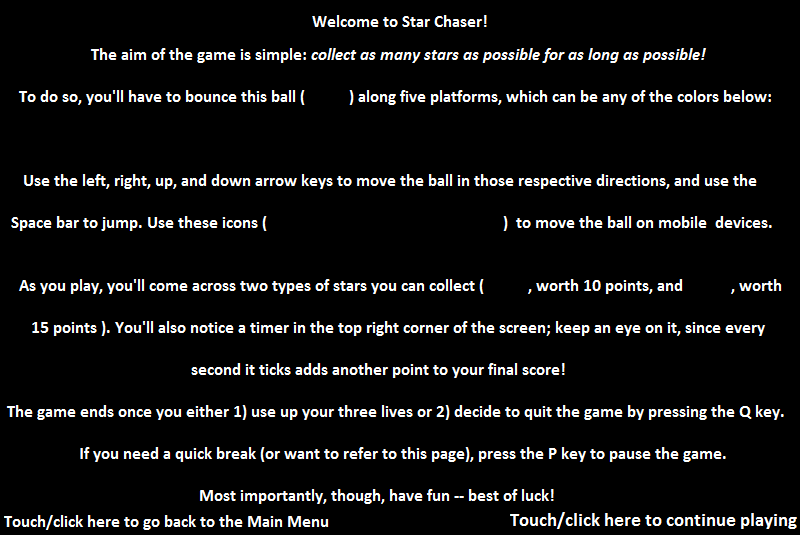 Welcome to Star Chaser!
The aim of the game is simple: collect as many stars as possible for as long as possible!
To do so, you'll have to bounce this ball ( ) along five platforms, which can be any of the colors below:
Use the left, right, up, and down arrow keys to move the ball in those respective directions, and use the
Space bar to jump. Use these icons ( ) to move the ball on mobile devices.
As you play, you'll come across two types of stars you can collect ( , worth 10 points, and , worth
15 points ). You'll also notice a timer in the top right corner of the screen; keep an eye on it, since every
second it ticks adds another point to your final score!
The game ends once you either 1) use up your three lives or 2) decide to quit the game by pressing the Q key.
If you need a quick break (or want to refer to this page), press the P key to pause the game.
Most importantly, though, have fun -- best of luck!
Touch/click here to go back to the Main Menu
Touch/click here to continue playing